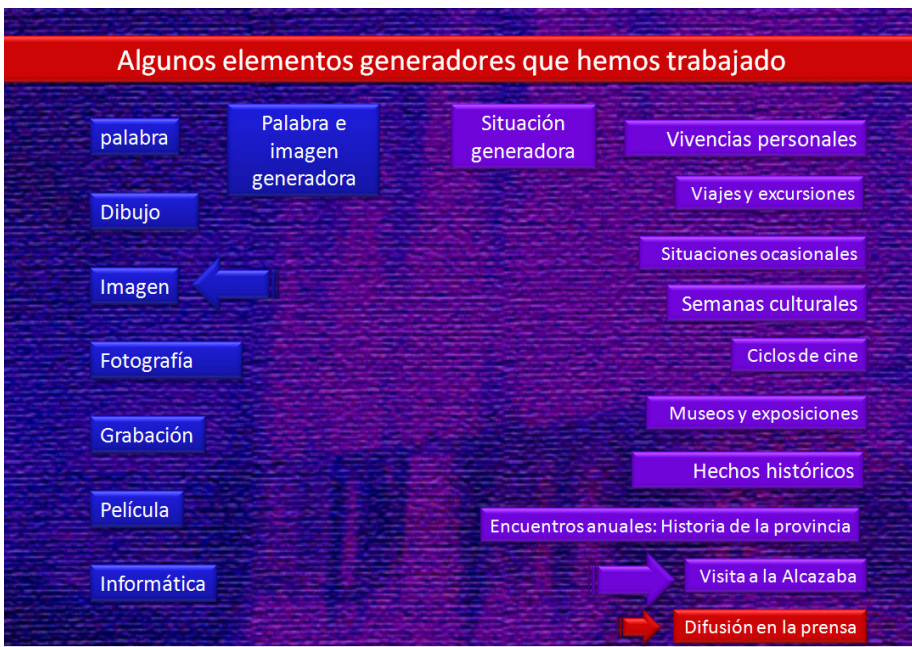 Algunos elementos generadores que hemos trabajado
palabra
Dibujo
Imagen
Fotografía
Grabación
Película
Informática
Palabra e
imagen
generadora
Situación
generadora
Vivencias personales
Viajes y excursiones
Situaciones ocasionales
Semanas culturales
Ciclos de cine
Museos y exposiciones
Hechos históricos
Encuentros anuales: Historia de la provincia
Visita a la Alcazaba
Difusión en la prensa